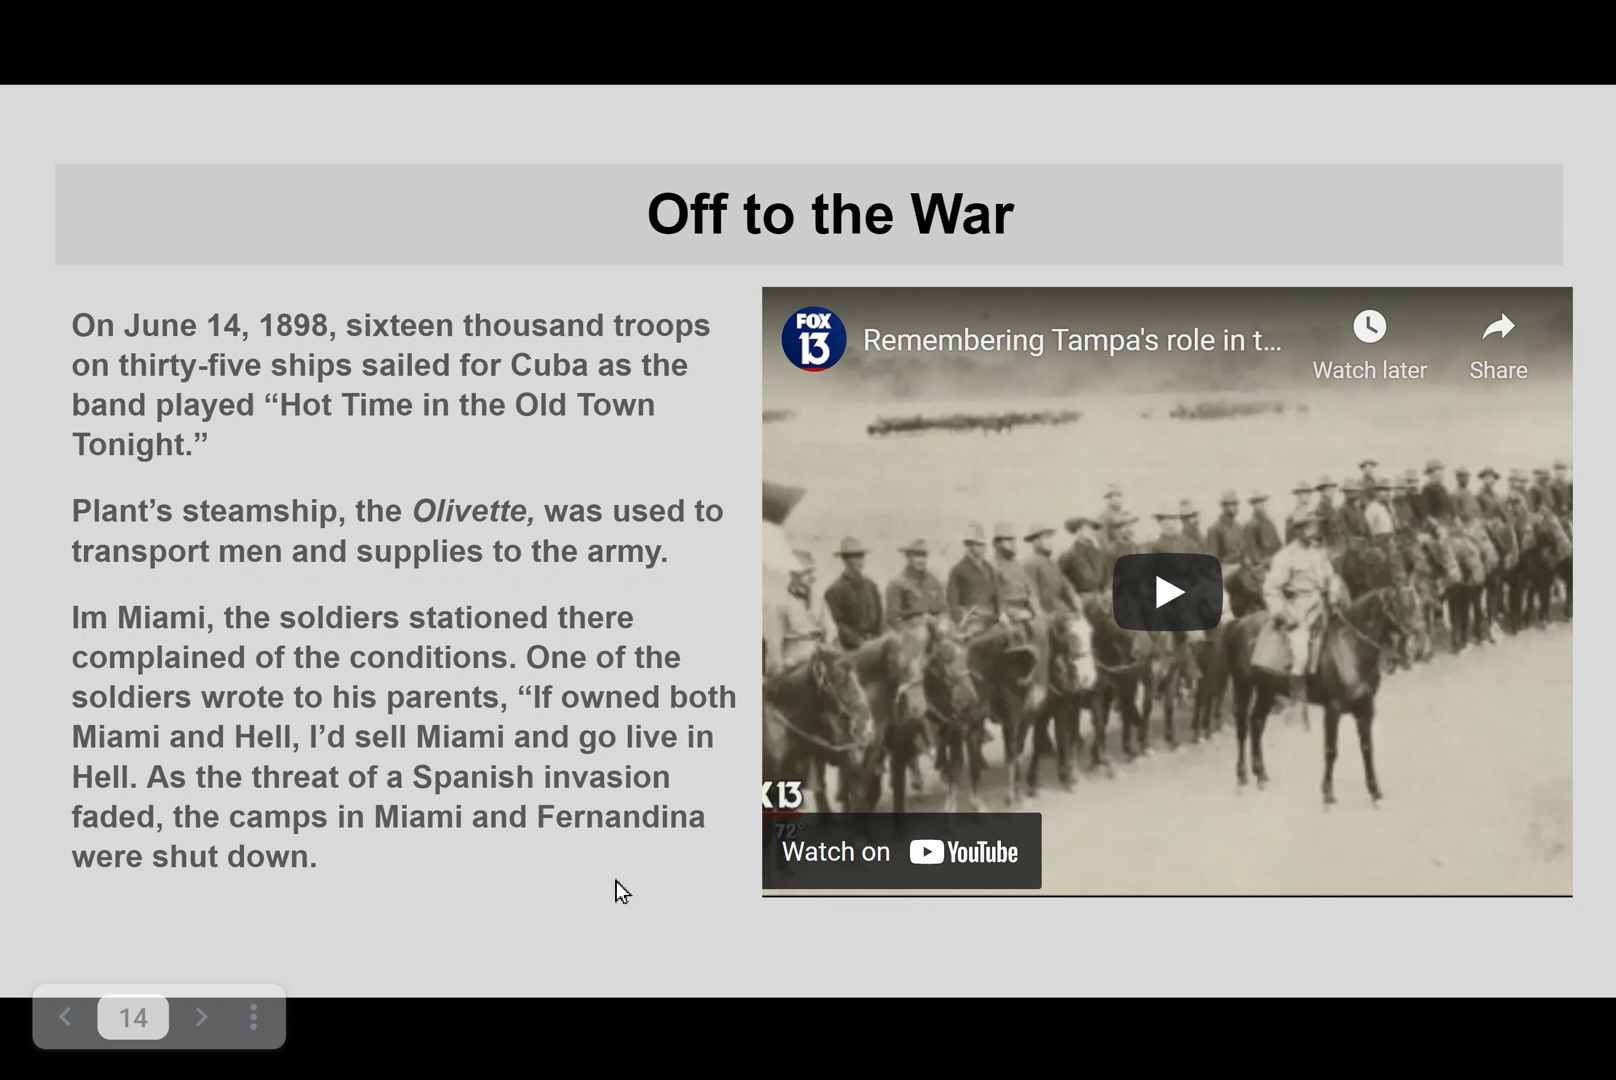 Off to the War
On June 14, 1898, sixteen thousand troops
on thirty-five ships sailed for Cuba as the
band played “Hot Time in the Old Town
Tonight.”
Plant’s steamship, the Olivette, was used to
transport men and supplies to the army.
Im Miami, the soldiers stationed there
complained of the conditions. One of the
soldiers wrote to his parents, “If owned both
Miami and Hell, I’d sell Miami and go live in
Hell. As the threat of a Spanish invasion
faded, the camps in Miami and Fernandina
were shut down.
FOX
13
Remembering Tampa's role in t...
Watch later
Share
X 13
72°
Watch on YouTube
14